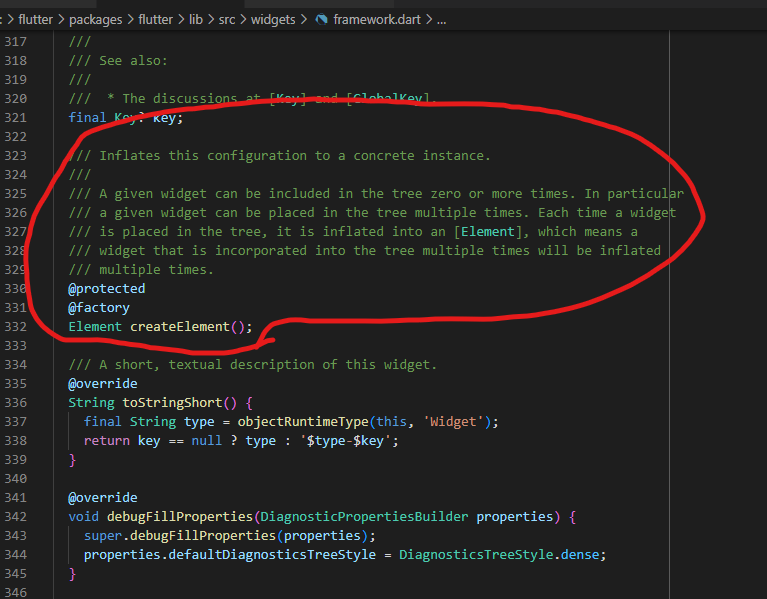 : > flutter > packages > flutter > lib > src > widgets > framework.dart > ...
317 ///
318 /// See also:
319 ///
320 ///  * The discussions at [Key] and [GlobalKey].
321 final Key? key;
322
323 /// Inflates this configuration to a concrete instance.
324 ///
325 /// A given widget can be included in the tree zero or more times. In particular
326 /// a given widget can be placed in the tree multiple times. Each time a widget
327 /// is placed in the tree, it is inflated into an [Element], which means a
328 /// widget that is incorporated into the tree multiple times will be inflated
329 /// multiple times.
330 @protected
331 @factory
332 Element createElement();
333
334 /// A short, textual description of this widget.
335 @override
336 String toStringShort() {
337   final String type = objectRuntimeType(this, 'Widget');
338   return key == null ? type : '$type-$key';
339 }
340
341 @override
342 void debugFillProperties(DiagnosticPropertiesBuilder properties) {
343   super.debugFillProperties(properties);
344   properties.defaultDiagnosticsTreeStyle = DiagnosticsTreeStyle.dense;
345 }
346